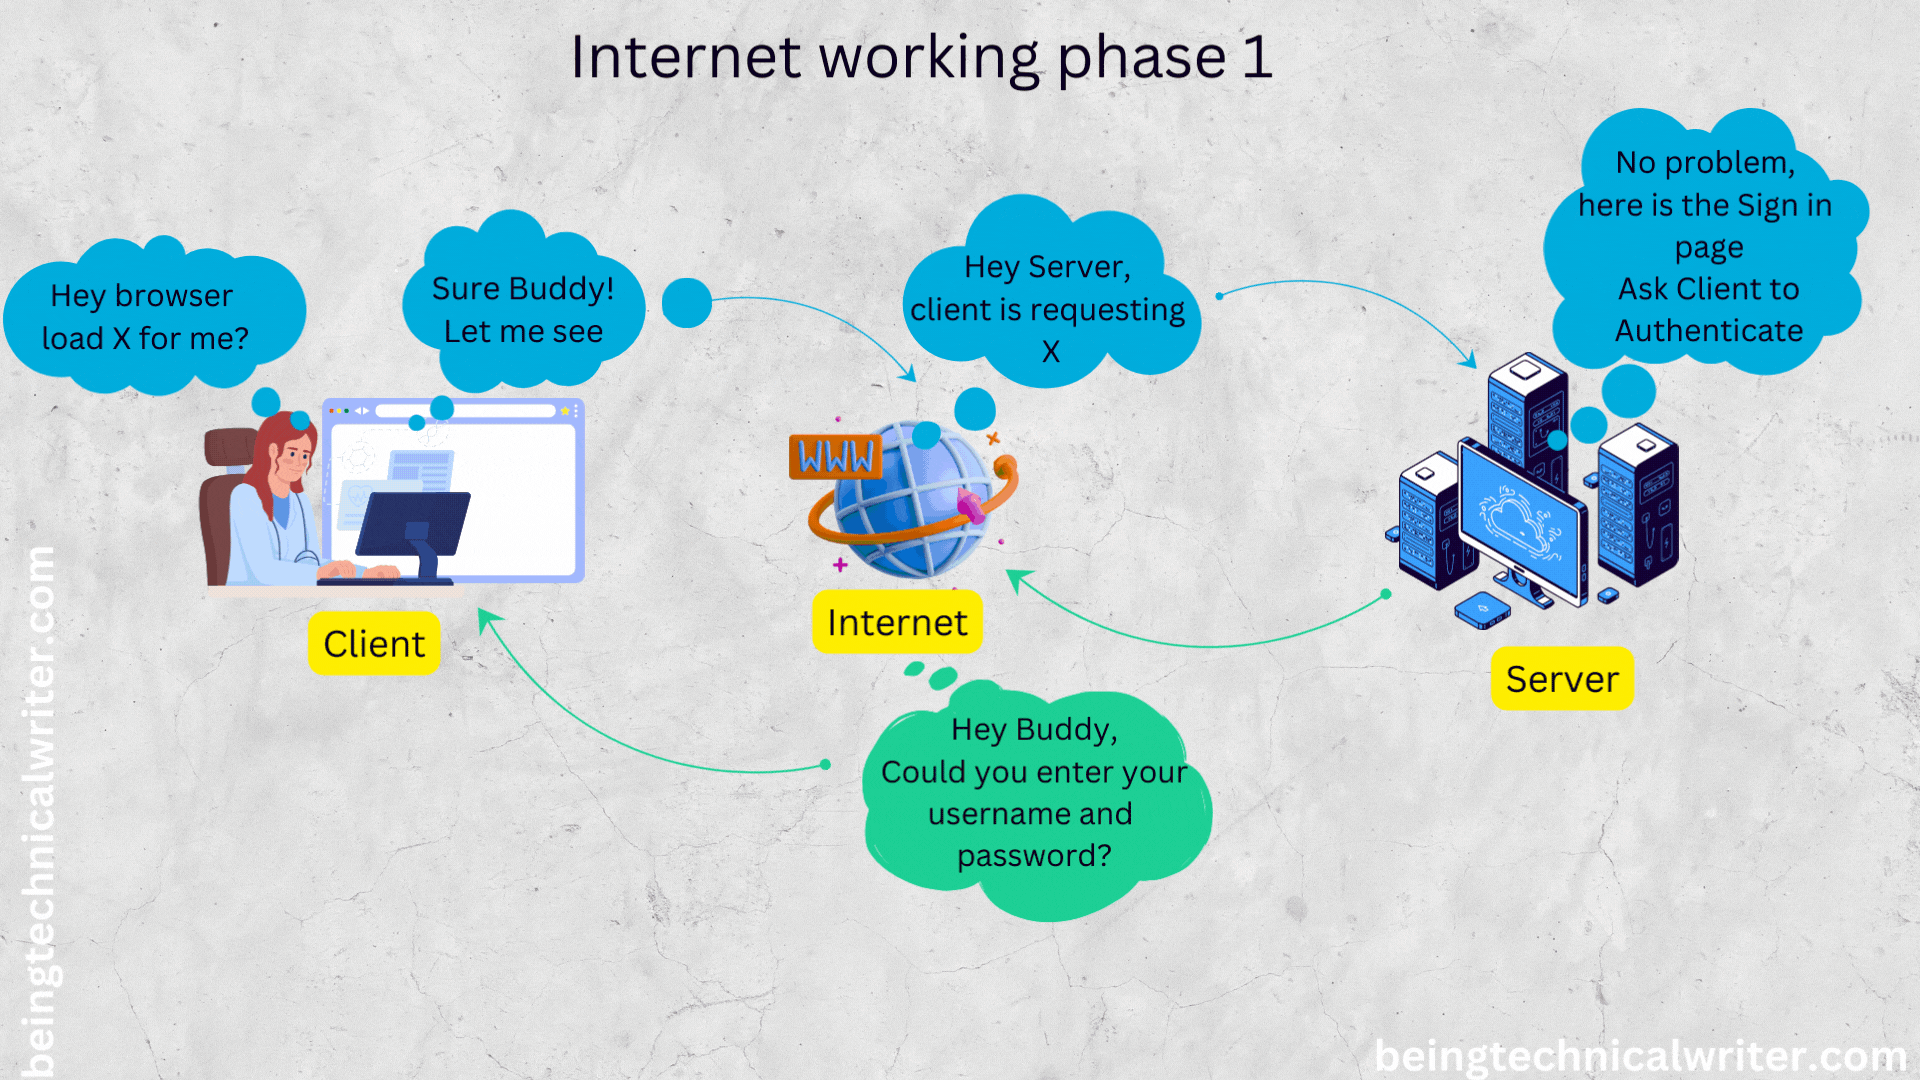 Internet working phase 1
Hey browser
load X for me?
Sure Buddy!
Let me see
Hey Server,
client is requesting
X
No problem,
here is the Sign in
page
Ask Client to
Authenticate
WWW
Client
Internet
Server
Hey Buddy,
Could you enter your
username and
password?
beingtechnicalwriter.com
beingtechnicalwriter.com